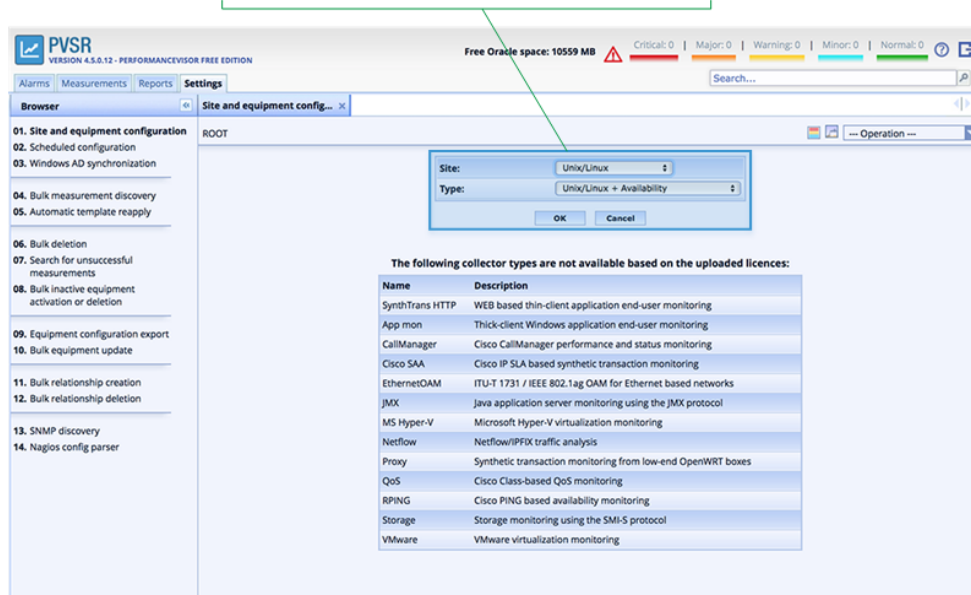 PVSR
VERSION 4.5.0.12 - PERFORMANCEVISOR FREE EDITION
Free Oracle space: 10559 MB
Critical: 0 | Major: 0 | Warning: 0 | Minor: 0 | Normal: 0
Alarms Measurements Reports Settings
Search...
Browser
Site and equipment config... ×
01. Site and equipment configuration
02. Scheduled configuration
03. Windows AD synchronization
04. Bulk measurement discovery
05. Automatic template reapply
06. Bulk deletion
07. Search for unsuccessful
measurements
08. Bulk inactive equipment
activation or deletion
09. Equipment configuration export
10. Bulk equipment update
11. Bulk relationship creation
12. Bulk relationship deletion
13. SNMP discovery
14. Nagios config parser
ROOT
--- Operation ---
Site: Unix/Linux
Type: Unix/Linux + Availability
OK Cancel
The following collector types are not available based on the uploaded licences:
Name Description
SynthTrans HTTP WEB based thin-client application end-user monitoring
App mon Thick-client Windows application end-user monitoring
CallManager Cisco CallManager performance and status monitoring
Cisco SAA Cisco IP SLA based synthetic transaction monitoring
EthernetOAM ITU-T 1731 / IEEE 802.1ag OAM for Ethernet based networks
JMX Java application server monitoring using the JMX protocol
MS Hyper-V Microsoft Hyper-V virtualization monitoring
Netflow Netflow/IPFIX traffic analysis
Proxy Synthetic transaction monitoring from low-end OpenWRT boxes
QoS Cisco Class-based QoS monitoring
RPING Cisco PING based availability monitoring
Storage Storage monitoring using the SMI-S protocol
VMware VMware virtualization monitoring